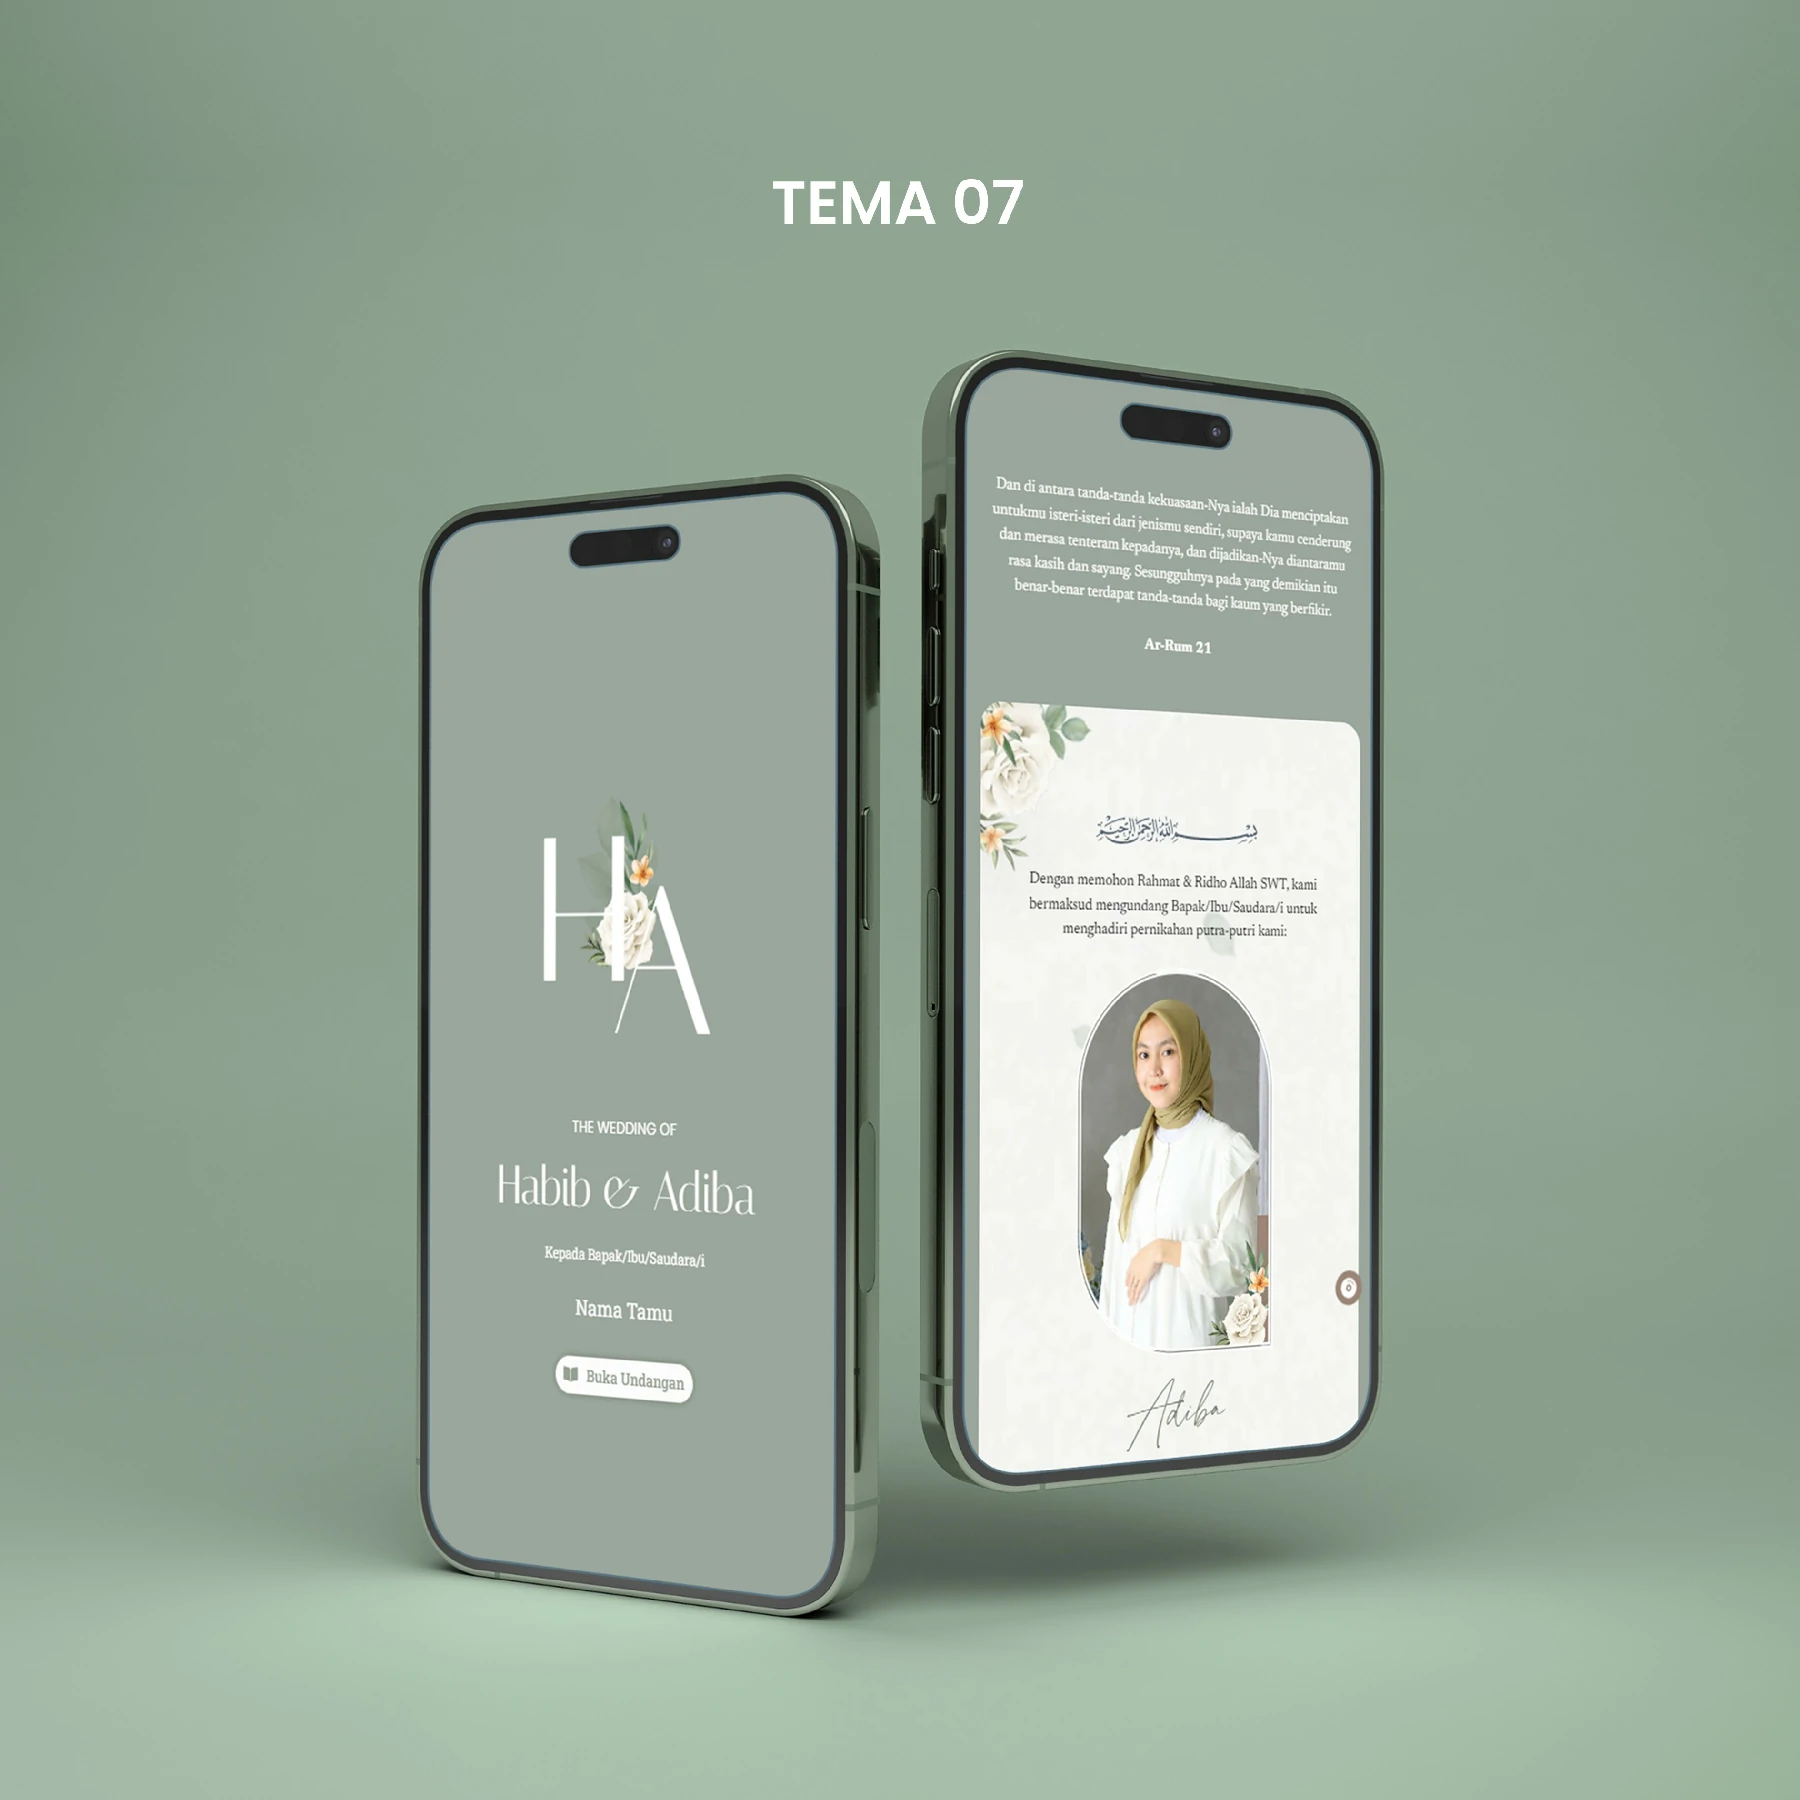 TEMA 07
HA
THE WEDDING OF
Habib & Adiba
Kepada Bapak/Ibu/Saudara/i
Nama Tamu
Buka Undangan
Dan di antara tanda-tanda kekuasaan-Nya ialah Dia menciptakan
untukmu isteri-isteri dari jenismu sendiri, supaya kamu cenderung
dan merasa tenteram kepadanya, dan dijadikan-Nya diantaramu
rasa kasih dan sayang. Sesungguhnya pada yang demikian itu
benar-benar terdapat tanda-tanda bagi kaum yang berfikir.
Ar-Rum 21
بسم الله الرحمن الرحيم
Dengan memohon Rahmat & Ridho Allah SWT, kami
bermaksud mengundang Bapak/Ibu/Saudara/i untuk
menghadiri pernikahan putra-putri kami:
Adiba